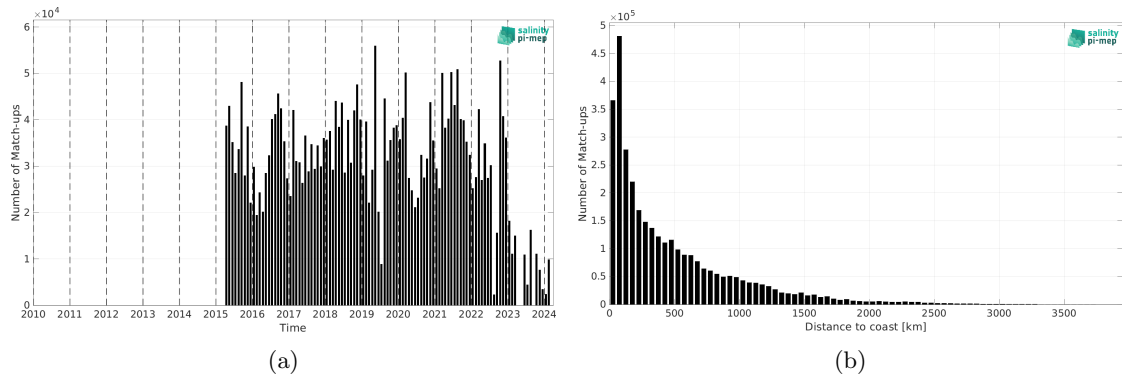 ×10⁴
6
5
4
3
2
1
0
Number of Match-ups
2010 2011 2012 2013 2014 2015 2016 2017 2018 2019 2020 2021 2022 2023 2024
Time
salinity
pi-mep
(a)
×10⁵
5
4.5
4
3.5
3
2.5
2
1.5
1
0.5
0
Number of Match-ups
0 500 1000 1500 2000 2500 3000 3500
Distance to coast [km]
salinity
pi-mep
(b)